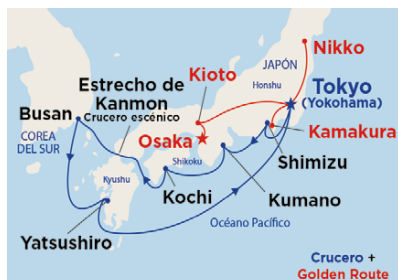 Nikko
JAPÓN
Honshu
Kioto
Tokyo
(Yokohama)
Estrecho de
Kanmon
Crucero escénico
Busan
Osaka
Kamakura
COREA
DEL SUR
Shikoku
Shimizu
Kyushu
Kochi
Kumano
Océano Pacífico
Yatsushiro
Crucero +
Golden Route